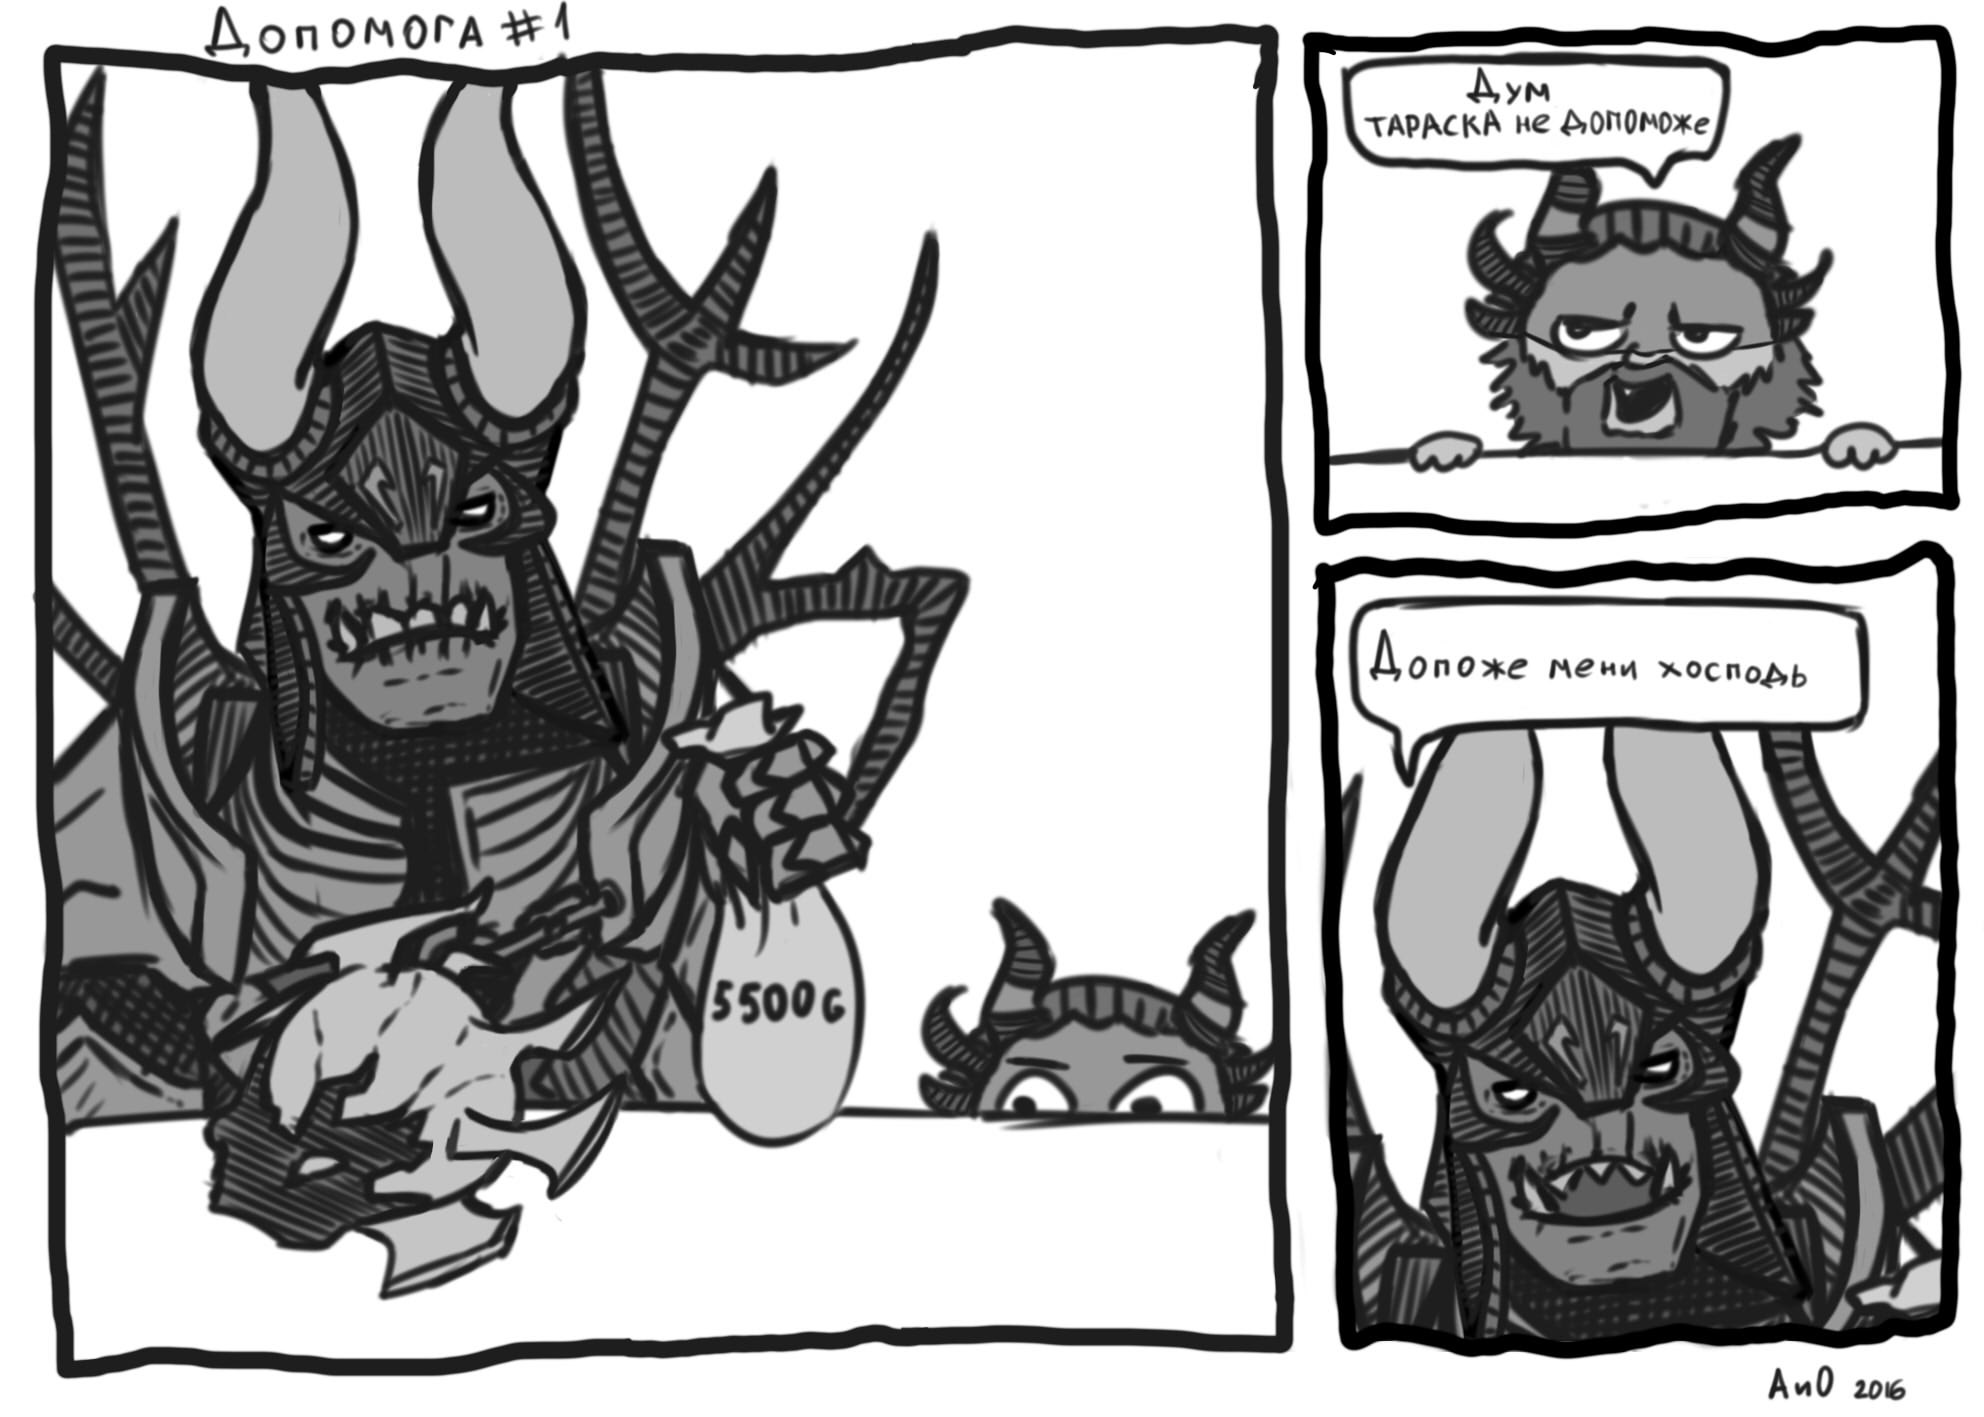 Допомога #1
5500G
Дум
тараска не допоможе
Допоже мени хосподь
АиО 2016